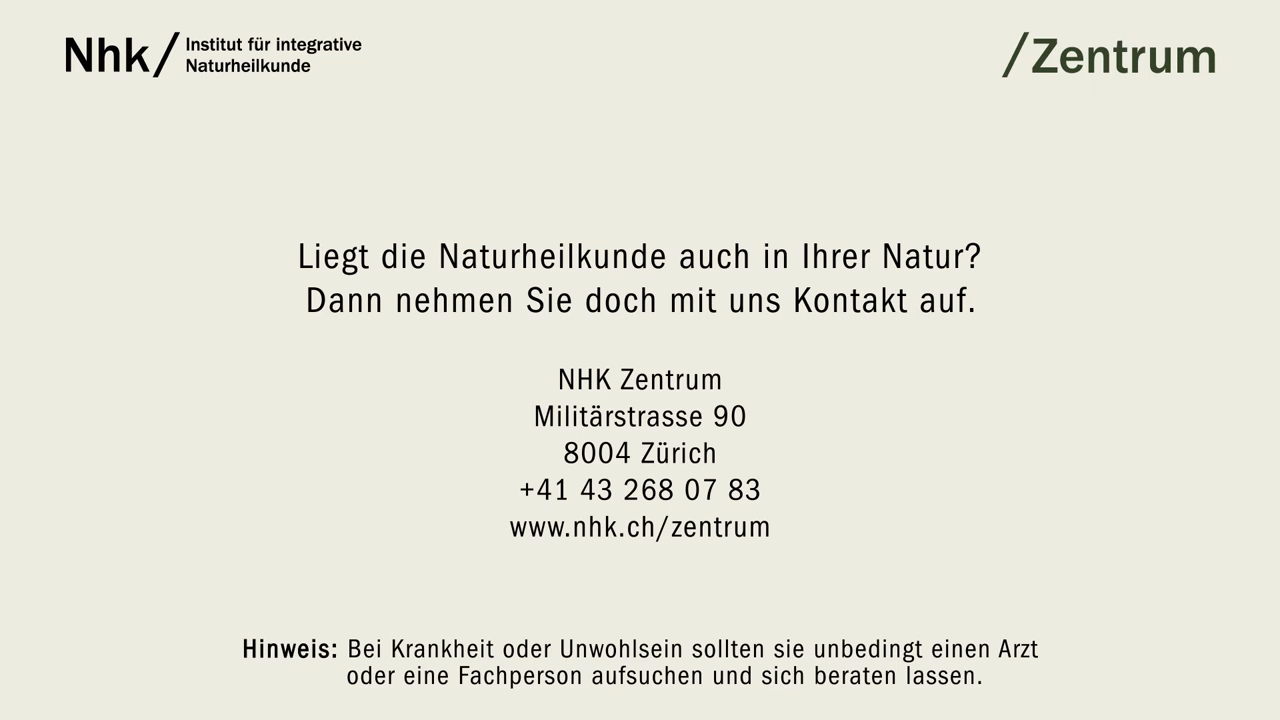 Nhk/ Institut für integrative
Naturheilkunde
/Zentrum
Liegt die Naturheilkunde auch in Ihrer Natur?
Dann nehmen Sie doch mit uns Kontakt auf.
NHK Zentrum
Militärstrasse 90
8004 Zürich
+41 43 268 07 83
www.nhk.ch/zentrum
Hinweis: Bei Krankheit oder Unwohlsein sollten sie unbedingt einen Arzt
oder eine Fachperson aufsuchen und sich beraten lassen.